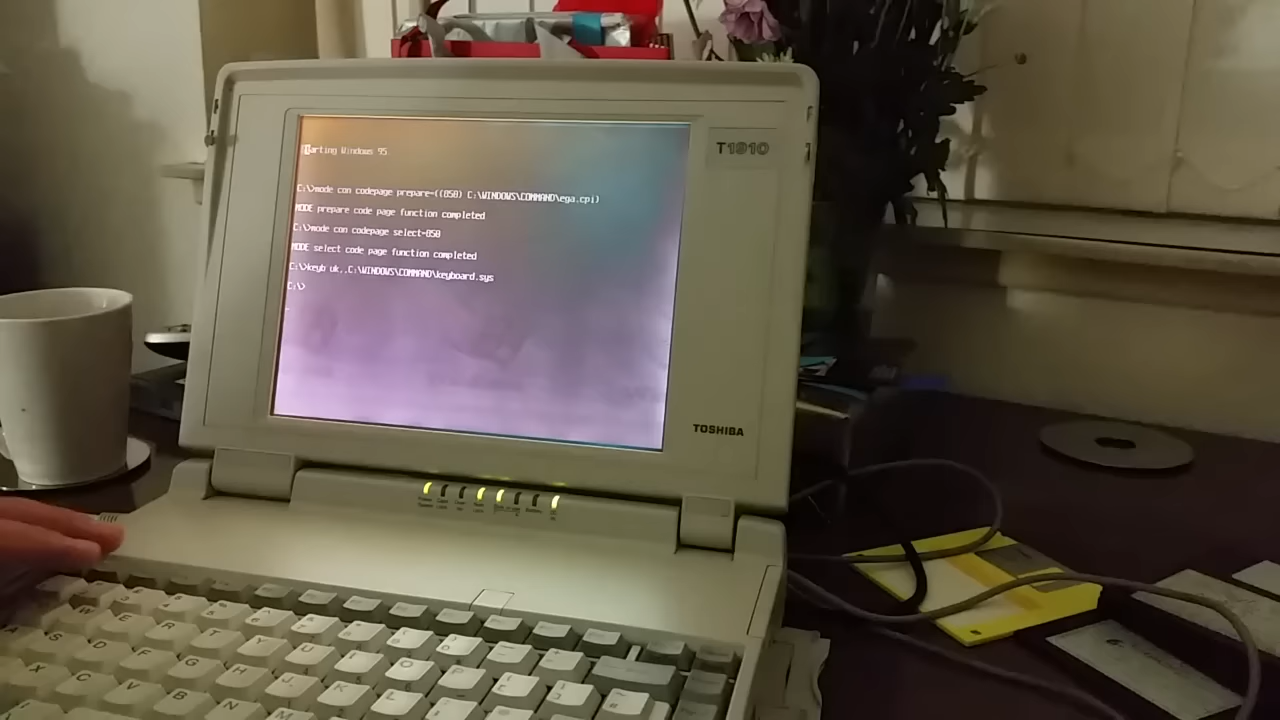 arting Windows 95
C:\>mode con codepage prepare=((850) C:\WINDOWS\COMMAND\ega.cpi)
MODE prepare code page function completed
C:\>mode con codepage select=850
MODE select code page function completed
C:\>keyb uk,,C:\WINDOWS\COMMAND\keyboard.sys
C:\>
T1910
TOSHIBA
W E R T Y U I O P
A S D F G H J K L
X C V B N M